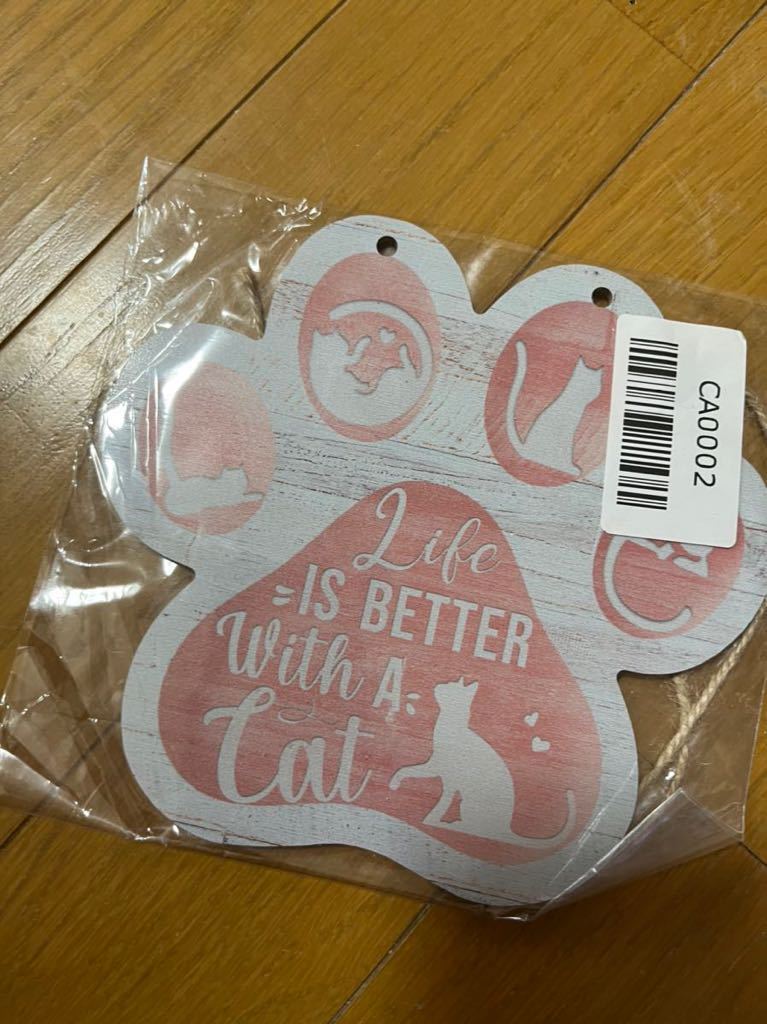 CA0002
Life
IS BETTER
With A
Cat